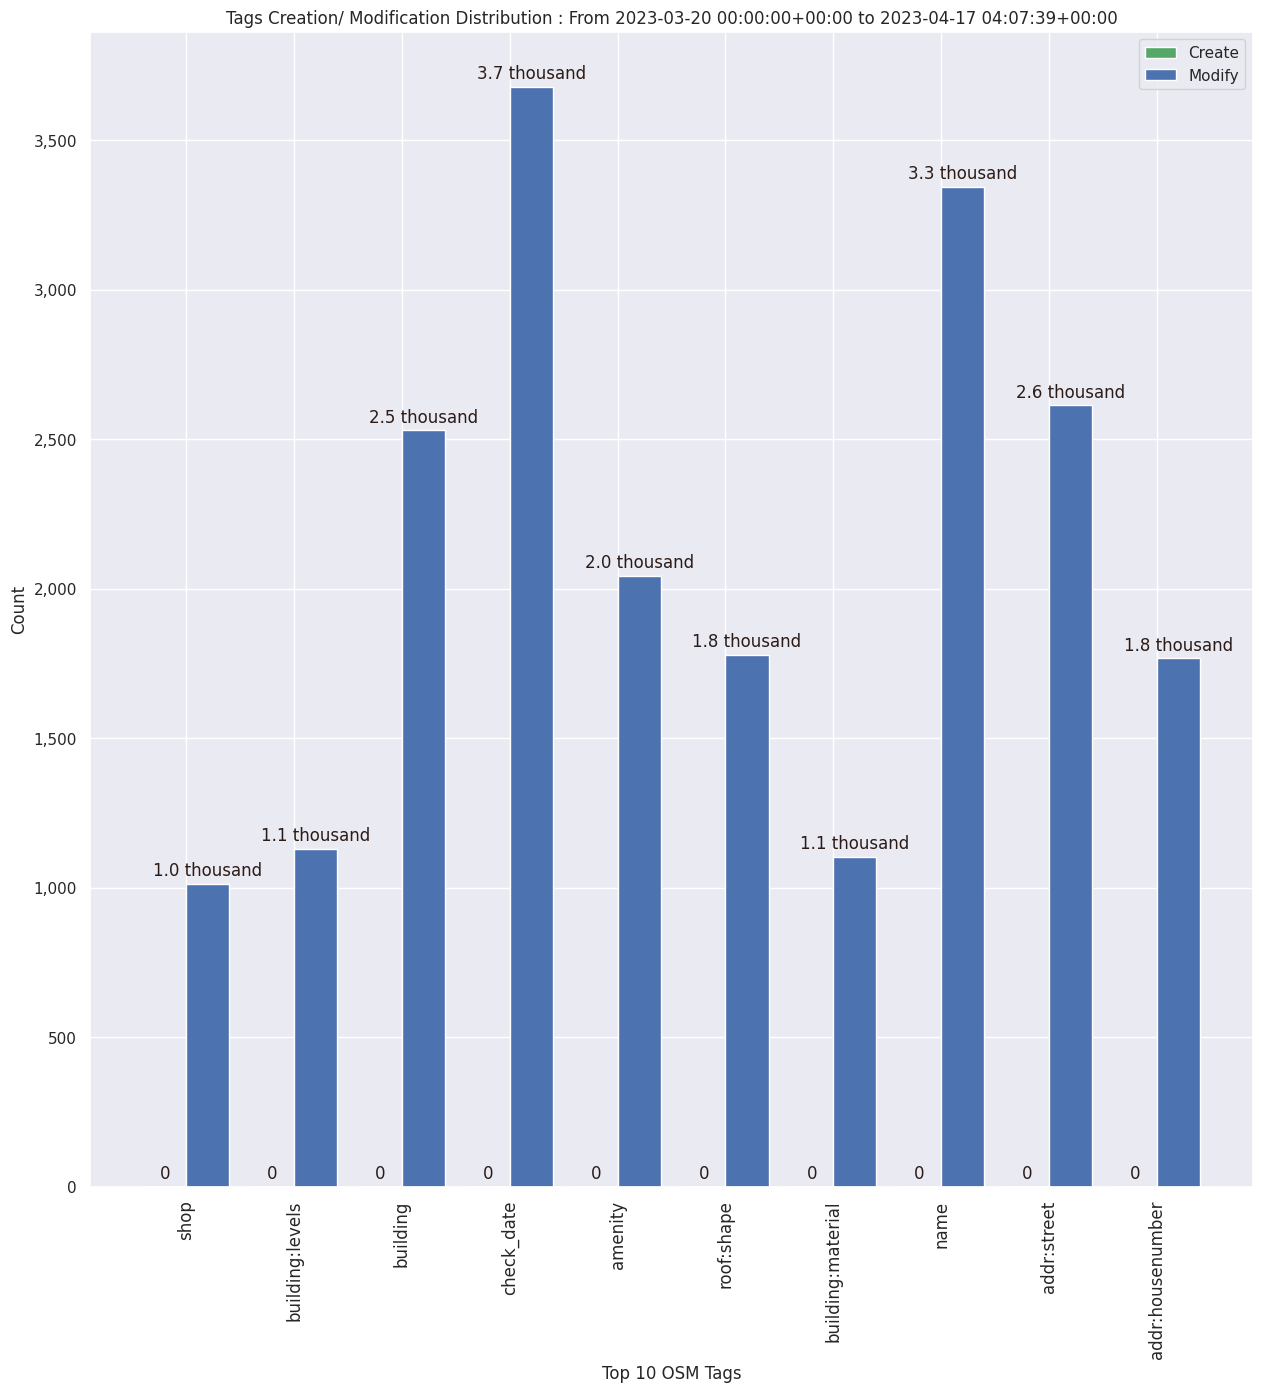 Tags Creation/ Modification Distribution : From 2023-03-20 00:00:00+00:00 to 2023-04-17 04:07:39+00:00
Create
Modify
3.7 thousand
3.3 thousand
2.6 thousand
2.5 thousand
2.0 thousand
1.8 thousand
1.8 thousand
1.1 thousand
1.1 thousand
1.0 thousand
0 0 0 0 0 0 0 0 0 0
3,500
3,000
2,500
2,000
1,500
1,000
500
0
Count
shop
building:levels
building
check_date
amenity
roof:shape
building:material
name
addr:street
addr:housenumber
Top 10 OSM Tags